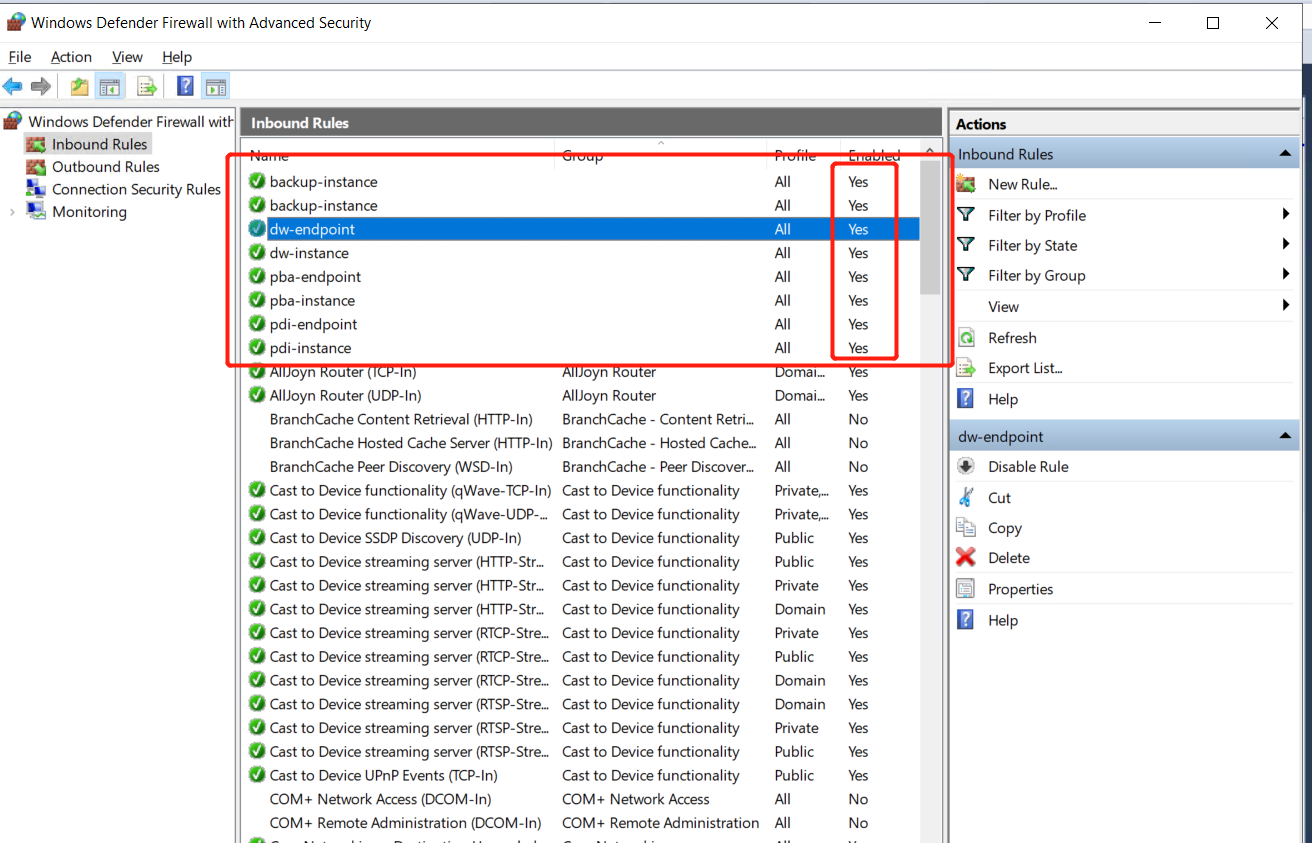 Windows Defender Firewall with Advanced Security
File Action View Help
Windows Defender Firewall with
Inbound Rules
Outbound Rules
Connection Security Rules
Monitoring
Inbound Rules
Name Group Profile Enabled
backup-instance All Yes
backup-instance All Yes
dw-endpoint All Yes
dw-instance All Yes
pba-endpoint All Yes
pba-instance All Yes
pdi-endpoint All Yes
pdi-instance All Yes
AllJoyn Router (TCP-In) AllJoyn Router Domai... Yes
AllJoyn Router (UDP-In) AllJoyn Router Domai... Yes
BranchCache Content Retrieval (HTTP-In) BranchCache - Content Retri... All No
BranchCache Hosted Cache Server (HTTP-In) BranchCache - Hosted Cache... All No
BranchCache Peer Discovery (WSD-In) BranchCache - Peer Discover... All No
Cast to Device functionality (qWave-TCP-In) Cast to Device functionality Private,... Yes
Cast to Device functionality (qWave-UDP-... Cast to Device functionality Private,... Yes
Cast to Device SSDP Discovery (UDP-In) Cast to Device functionality Public Yes
Cast to Device streaming server (HTTP-Str... Cast to Device functionality Public Yes
Cast to Device streaming server (HTTP-Str... Cast to Device functionality Private Yes
Cast to Device streaming server (HTTP-Str... Cast to Device functionality Domain Yes
Cast to Device streaming server (RTCP-Stre... Cast to Device functionality Private Yes
Cast to Device streaming server (RTCP-Stre... Cast to Device functionality Public Yes
Cast to Device streaming server (RTCP-Stre... Cast to Device functionality Domain Yes
Cast to Device streaming server (RTSP-Stre... Cast to Device functionality Domain Yes
Cast to Device streaming server (RTSP-Stre... Cast to Device functionality Private Yes
Cast to Device streaming server (RTSP-Stre... Cast to Device functionality Public Yes
Cast to Device UPnP Events (TCP-In) Cast to Device functionality Public Yes
COM+ Network Access (DCOM-In) COM+ Network Access All No
COM+ Remote Administration (DCOM-In) COM+ Remote Administration All No
Actions
Inbound Rules
New Rule...
Filter by Profile
Filter by State
Filter by Group
View
Refresh
Export List...
Help
dw-endpoint
Disable Rule
Cut
Copy
Delete
Properties
Help